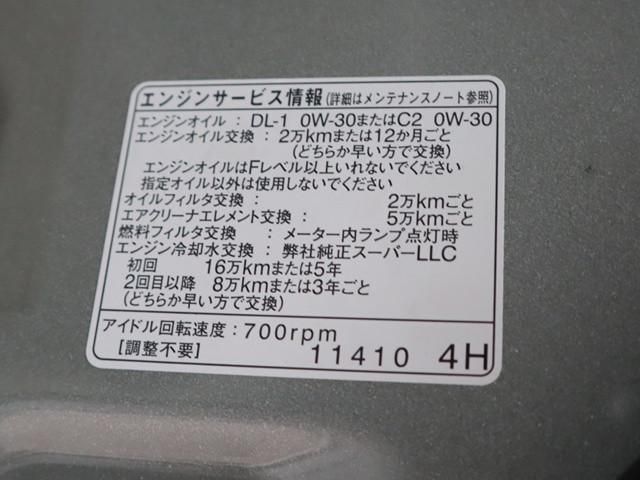 エンジンサービス情報(詳細はメンテナンスノート参照)
エンジンオイル: DL-1 0W-30またはC2 0W-30
エンジンオイル交換: 2万kmまたは12か月ごと
(どちらか早い方で交換)
エンジンオイルはFレベル以上いれないでください
指定オイル以外は使用しないでください
オイルフィルタ交換: 2万kmごと
エアクリーナエレメント交換: 5万kmごと
燃料フィルタ交換: メーター内ランプ点灯時
エンジン冷却水交換: 弊社純正スーパーLLC
初回 16万kmまたは5年
2回目以降 8万kmまたは3年ごと
(どちらか早い方で交換)
アイドル回転速度:700rpm
[調整不要] 11410 4H